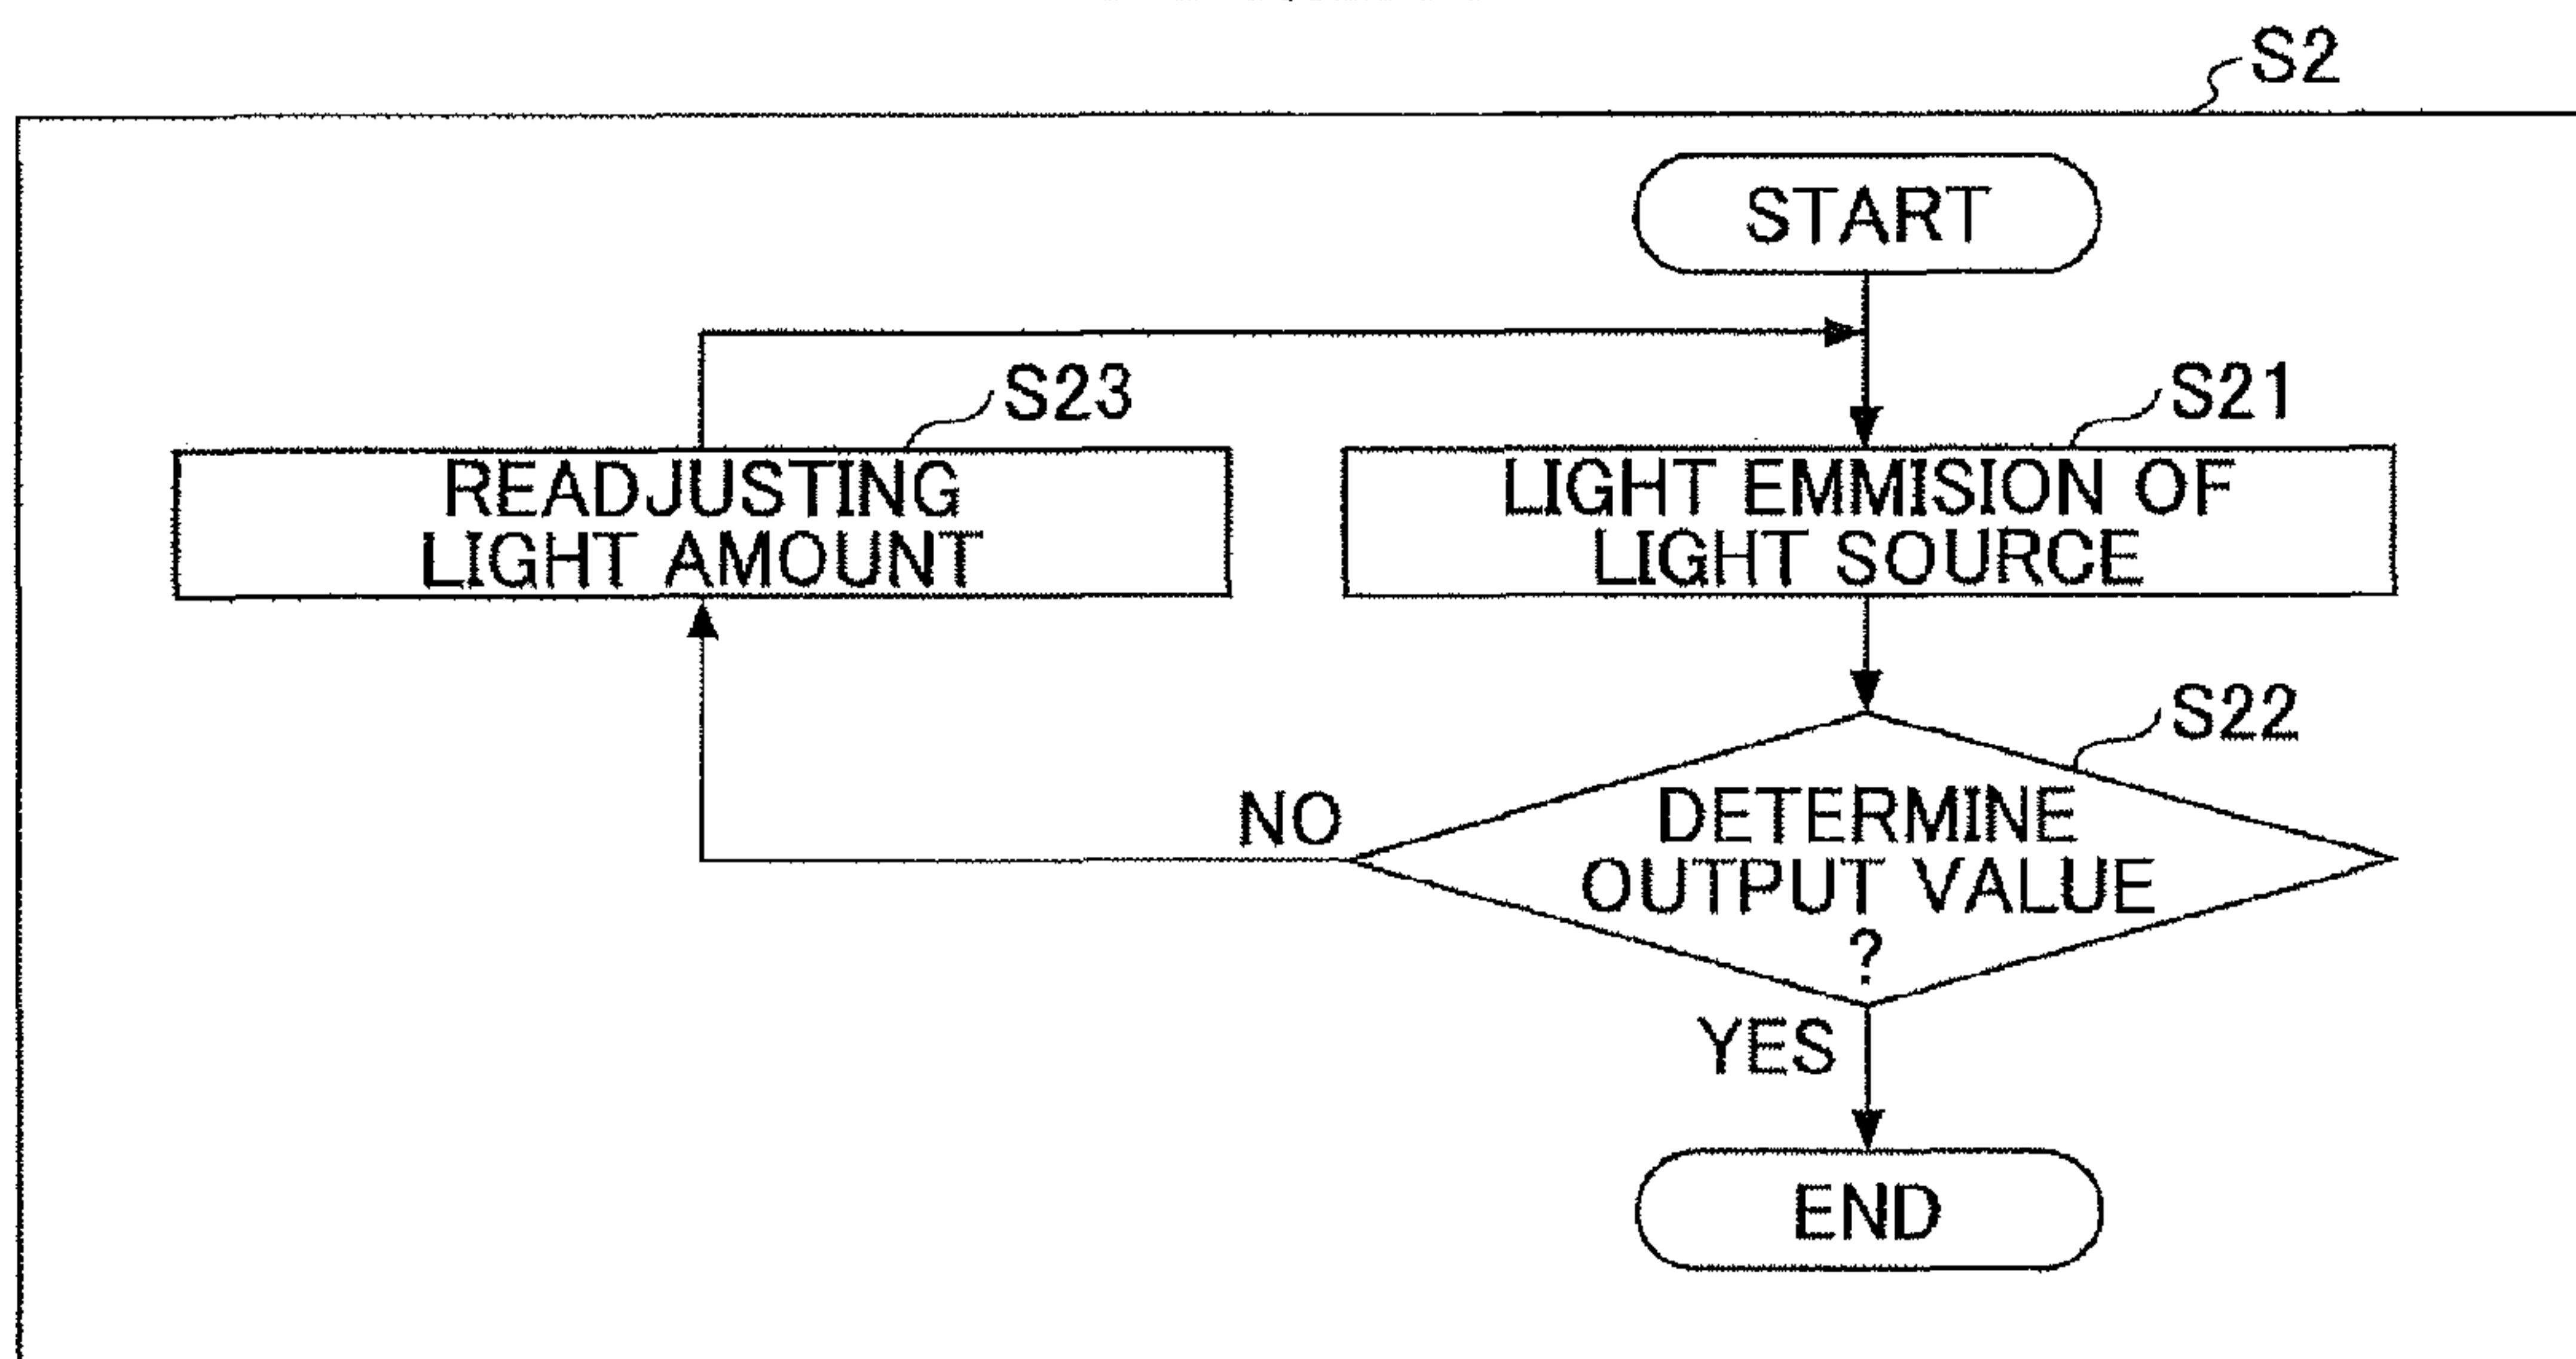 S2
START
S23
S21
READJUSTING
LIGHT AMOUNT
LIGHT EMMISION OF
LIGHT SOURCE
S22
NO
DETERMINE
OUTPUT VALUE
?
YES
END